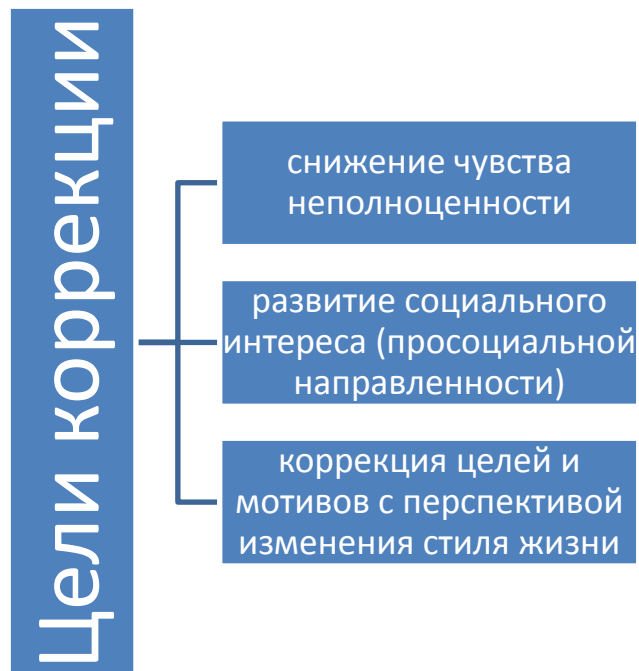 Цели коррекции
снижение чувства
неполноценности
развитие социального
интереса (просоциальной
направленности)
коррекция целей и
мотивов с перспективой
изменения стиля жизни